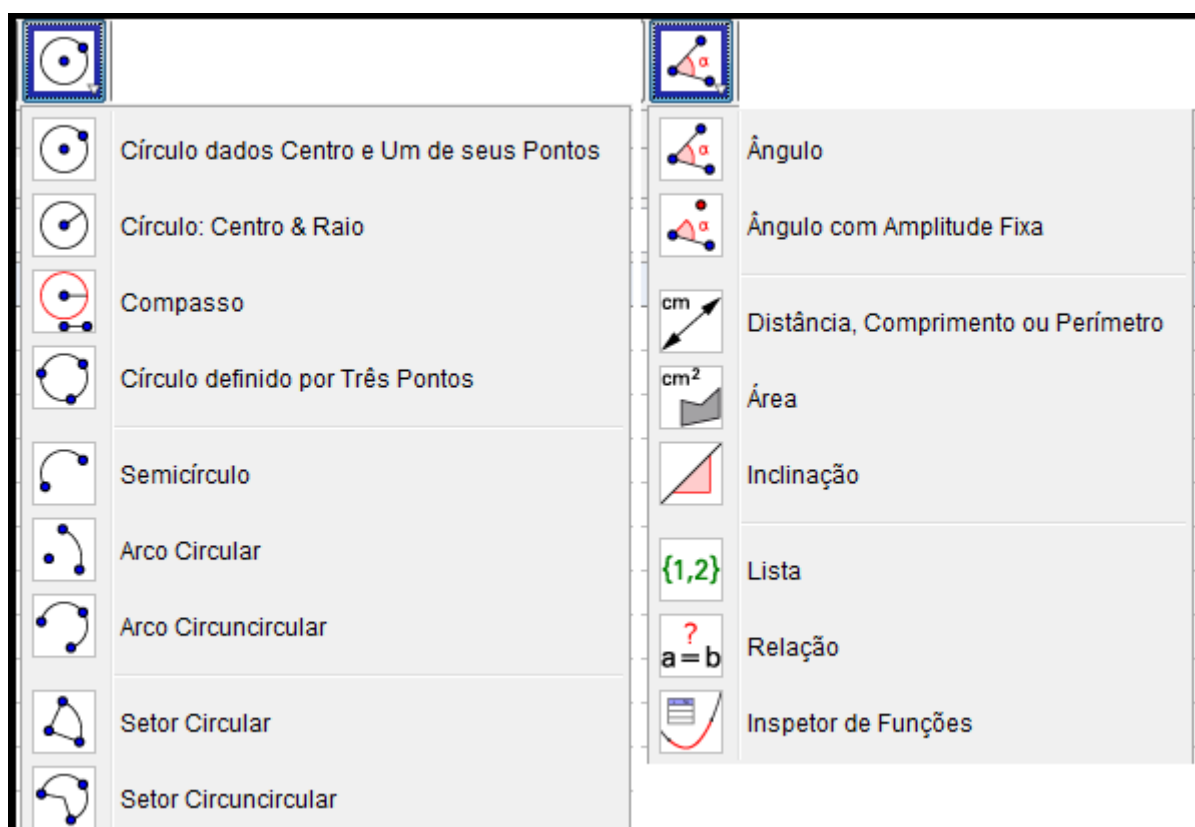 Círculo dados Centro e Um de seus Pontos
Círculo: Centro & Raio
Compasso
Círculo definido por Três Pontos
Semicírculo
Arco Circular
Arco Circuncircular
Setor Circular
Setor Circuncircular
α
α
Ângulo
α
Ângulo com Amplitude Fixa
cm
Distância, Comprimento ou Perímetro
cm²
Área
Inclinação
{1,2}
Lista
?
a=b
Relação
Inspetor de Funções